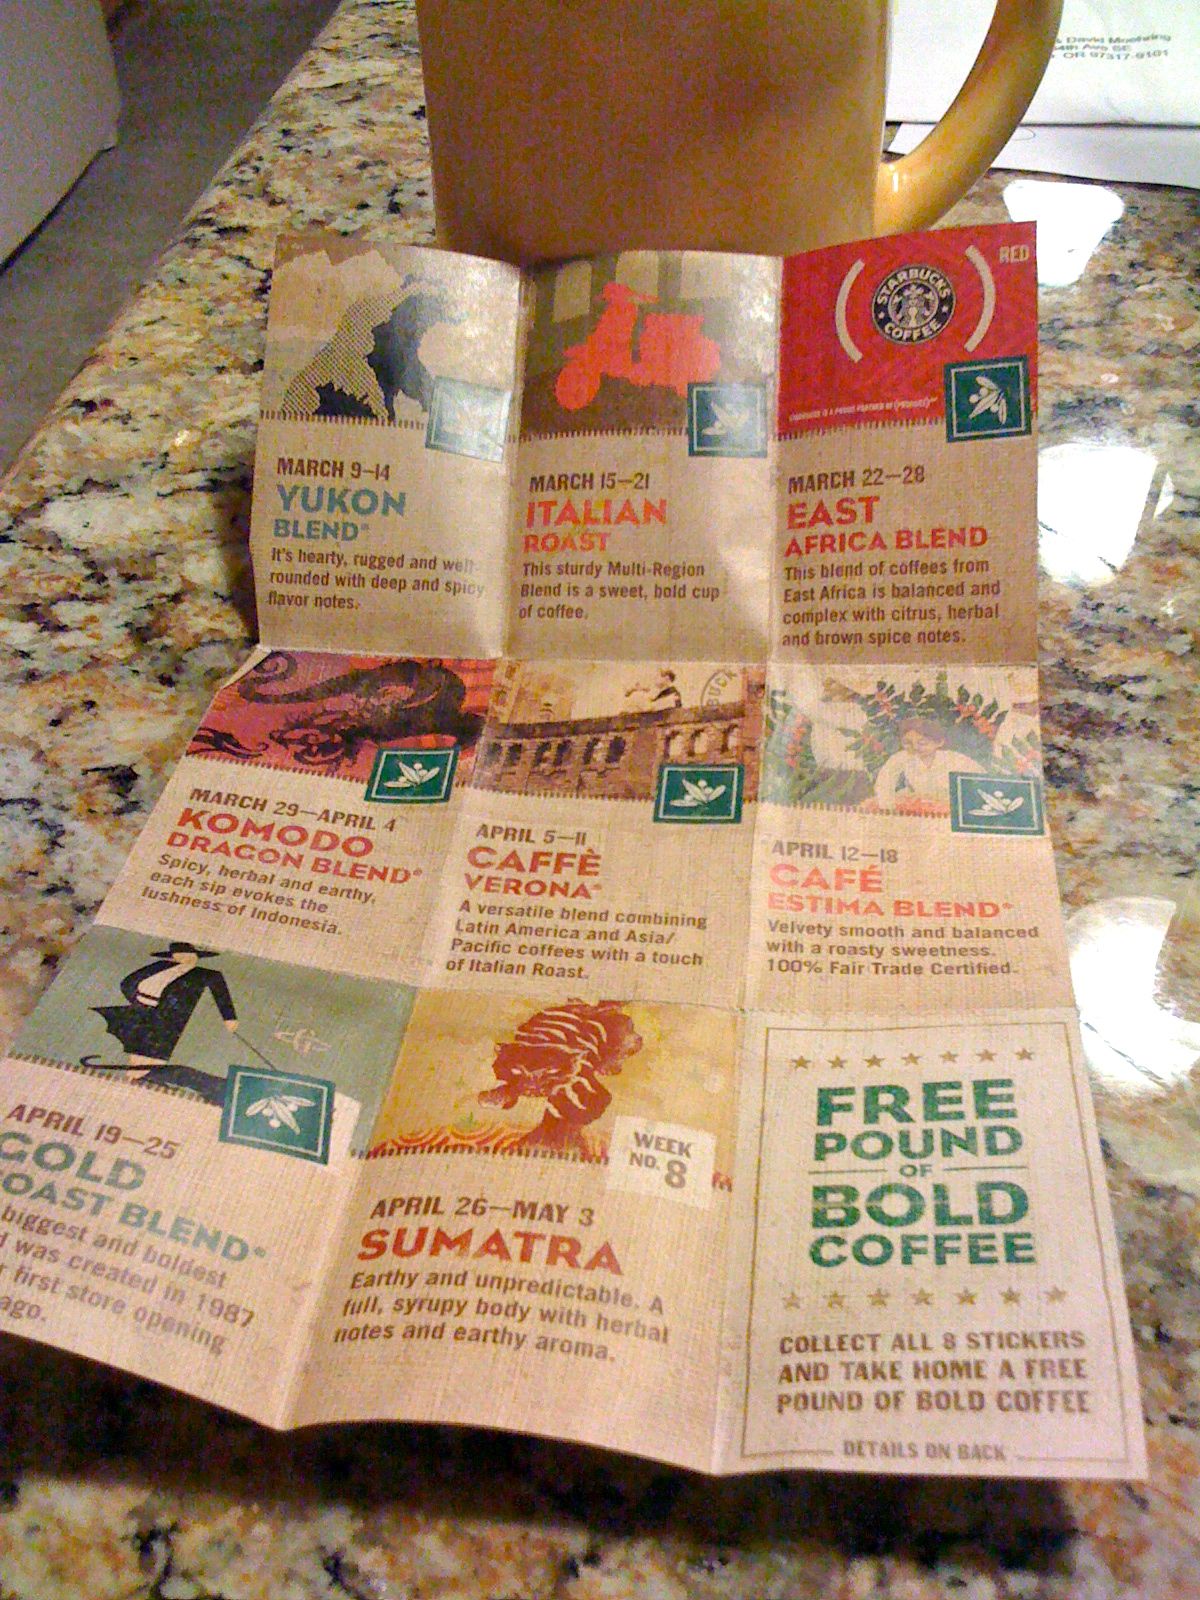 David Moehring
OR 97317-9101
RED
STARBUCKS
COFFEE
MARCH 9–14
YUKON
BLEND®
It's hearty, rugged and well-
rounded with deep and spicy
flavor notes.
MARCH 15–21
ITALIAN
ROAST
This sturdy Multi-Region
Blend is a sweet, bold cup
of coffee.
MARCH 22–28
EAST
AFRICA BLEND
This blend of coffees from
East Africa is balanced and
complex with citrus, herbal
and brown spice notes.
MARCH 29–APRIL 4
KOMODO
DRAGON BLEND®
Spicy, herbal and earthy,
each sip evokes the
lushness of Indonesia.
BUCK
APRIL 5–11
CAFFÈ
VERONA®
A versatile blend combining
Latin America and Asia/
Pacific coffees with a touch
of Italian Roast.
APRIL 12–18
CAFÉ
ESTIMA BLEND®
Velvety smooth and balanced
with a roasty sweetness.
100% Fair Trade Certified.
APRIL 19–25
GOLD
OAST BLEND®
biggest and boldest
was created in 1987
first store opening
ago.
WEEK
NO. 8
APRIL 26–MAY 3
SUMATRA
Earthy and unpredictable. A
full, syrupy body with herbal
notes and earthy aroma.
FREE
POUND
OF
BOLD
COFFEE
COLLECT ALL 8 STICKERS
AND TAKE HOME A FREE
POUND OF BOLD COFFEE
DETAILS ON BACK